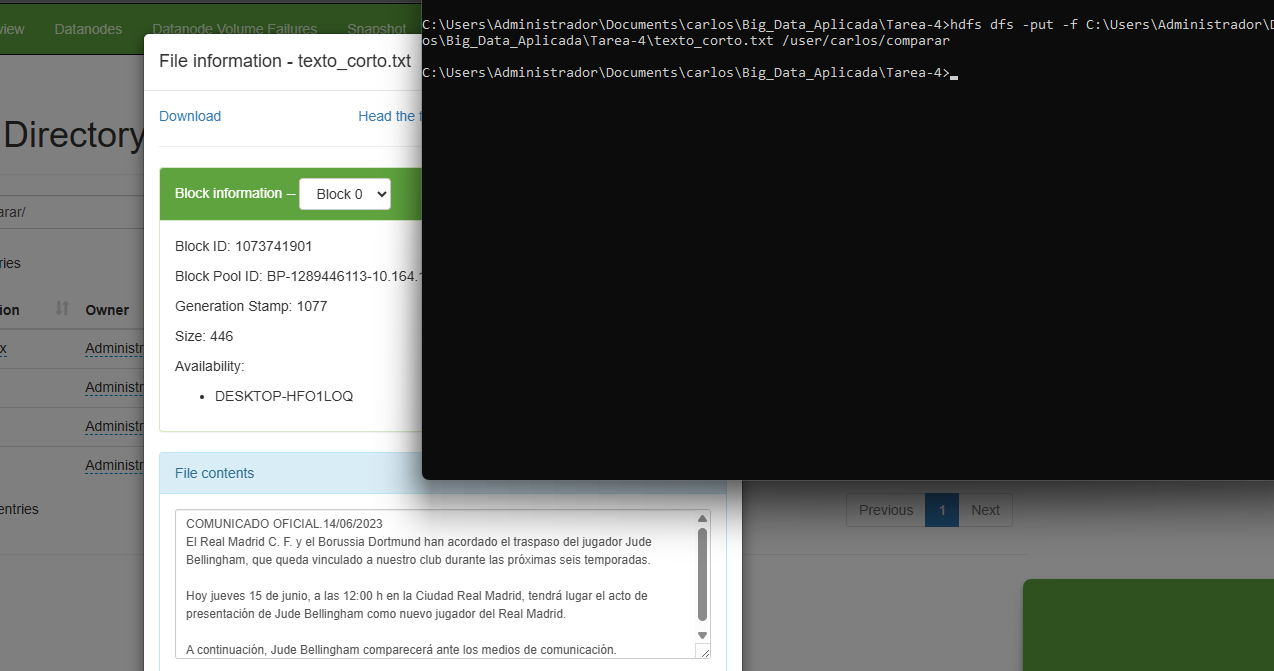 Datanodes
Datanode Volume Failures
Snapshot
Directory
File information - texto_corto.txt
Download
Head the
Block information --
Block 0
Block ID: 1073741901
Block Pool ID: BP-1289446113-10.164.
Generation Stamp: 1077
Size: 446
Availability:
DESKTOP-HFO1LOQ
Owner
Administr
Administr
Administr
Administr
entries
File contents
COMUNICADO OFICIAL.14/06/2023
El Real Madrid C. F. y el Borussia Dortmund han acordado el traspaso del jugador Jude
Bellingham, que queda vinculado a nuestro club durante las próximas seis temporadas.
Hoy jueves 15 de junio, a las 12:00 h en la Ciudad Real Madrid, tendrá lugar el acto de
presentación de Jude Bellingham como nuevo jugador del Real Madrid.
A continuación, Jude Bellingham comparecerá ante los medios de comunicación.
C:\Users\Administrador\Documents\carlos\Big_Data_Aplicada\Tarea-4>hdfs dfs -put -f C:\Users\Administrador\D
os\Big_Data_Aplicada\Tarea-4\texto_corto.txt /user/carlos/comparar
C:\Users\Administrador\Documents\carlos\Big_Data_Aplicada\Tarea-4>
Previous
1
Next